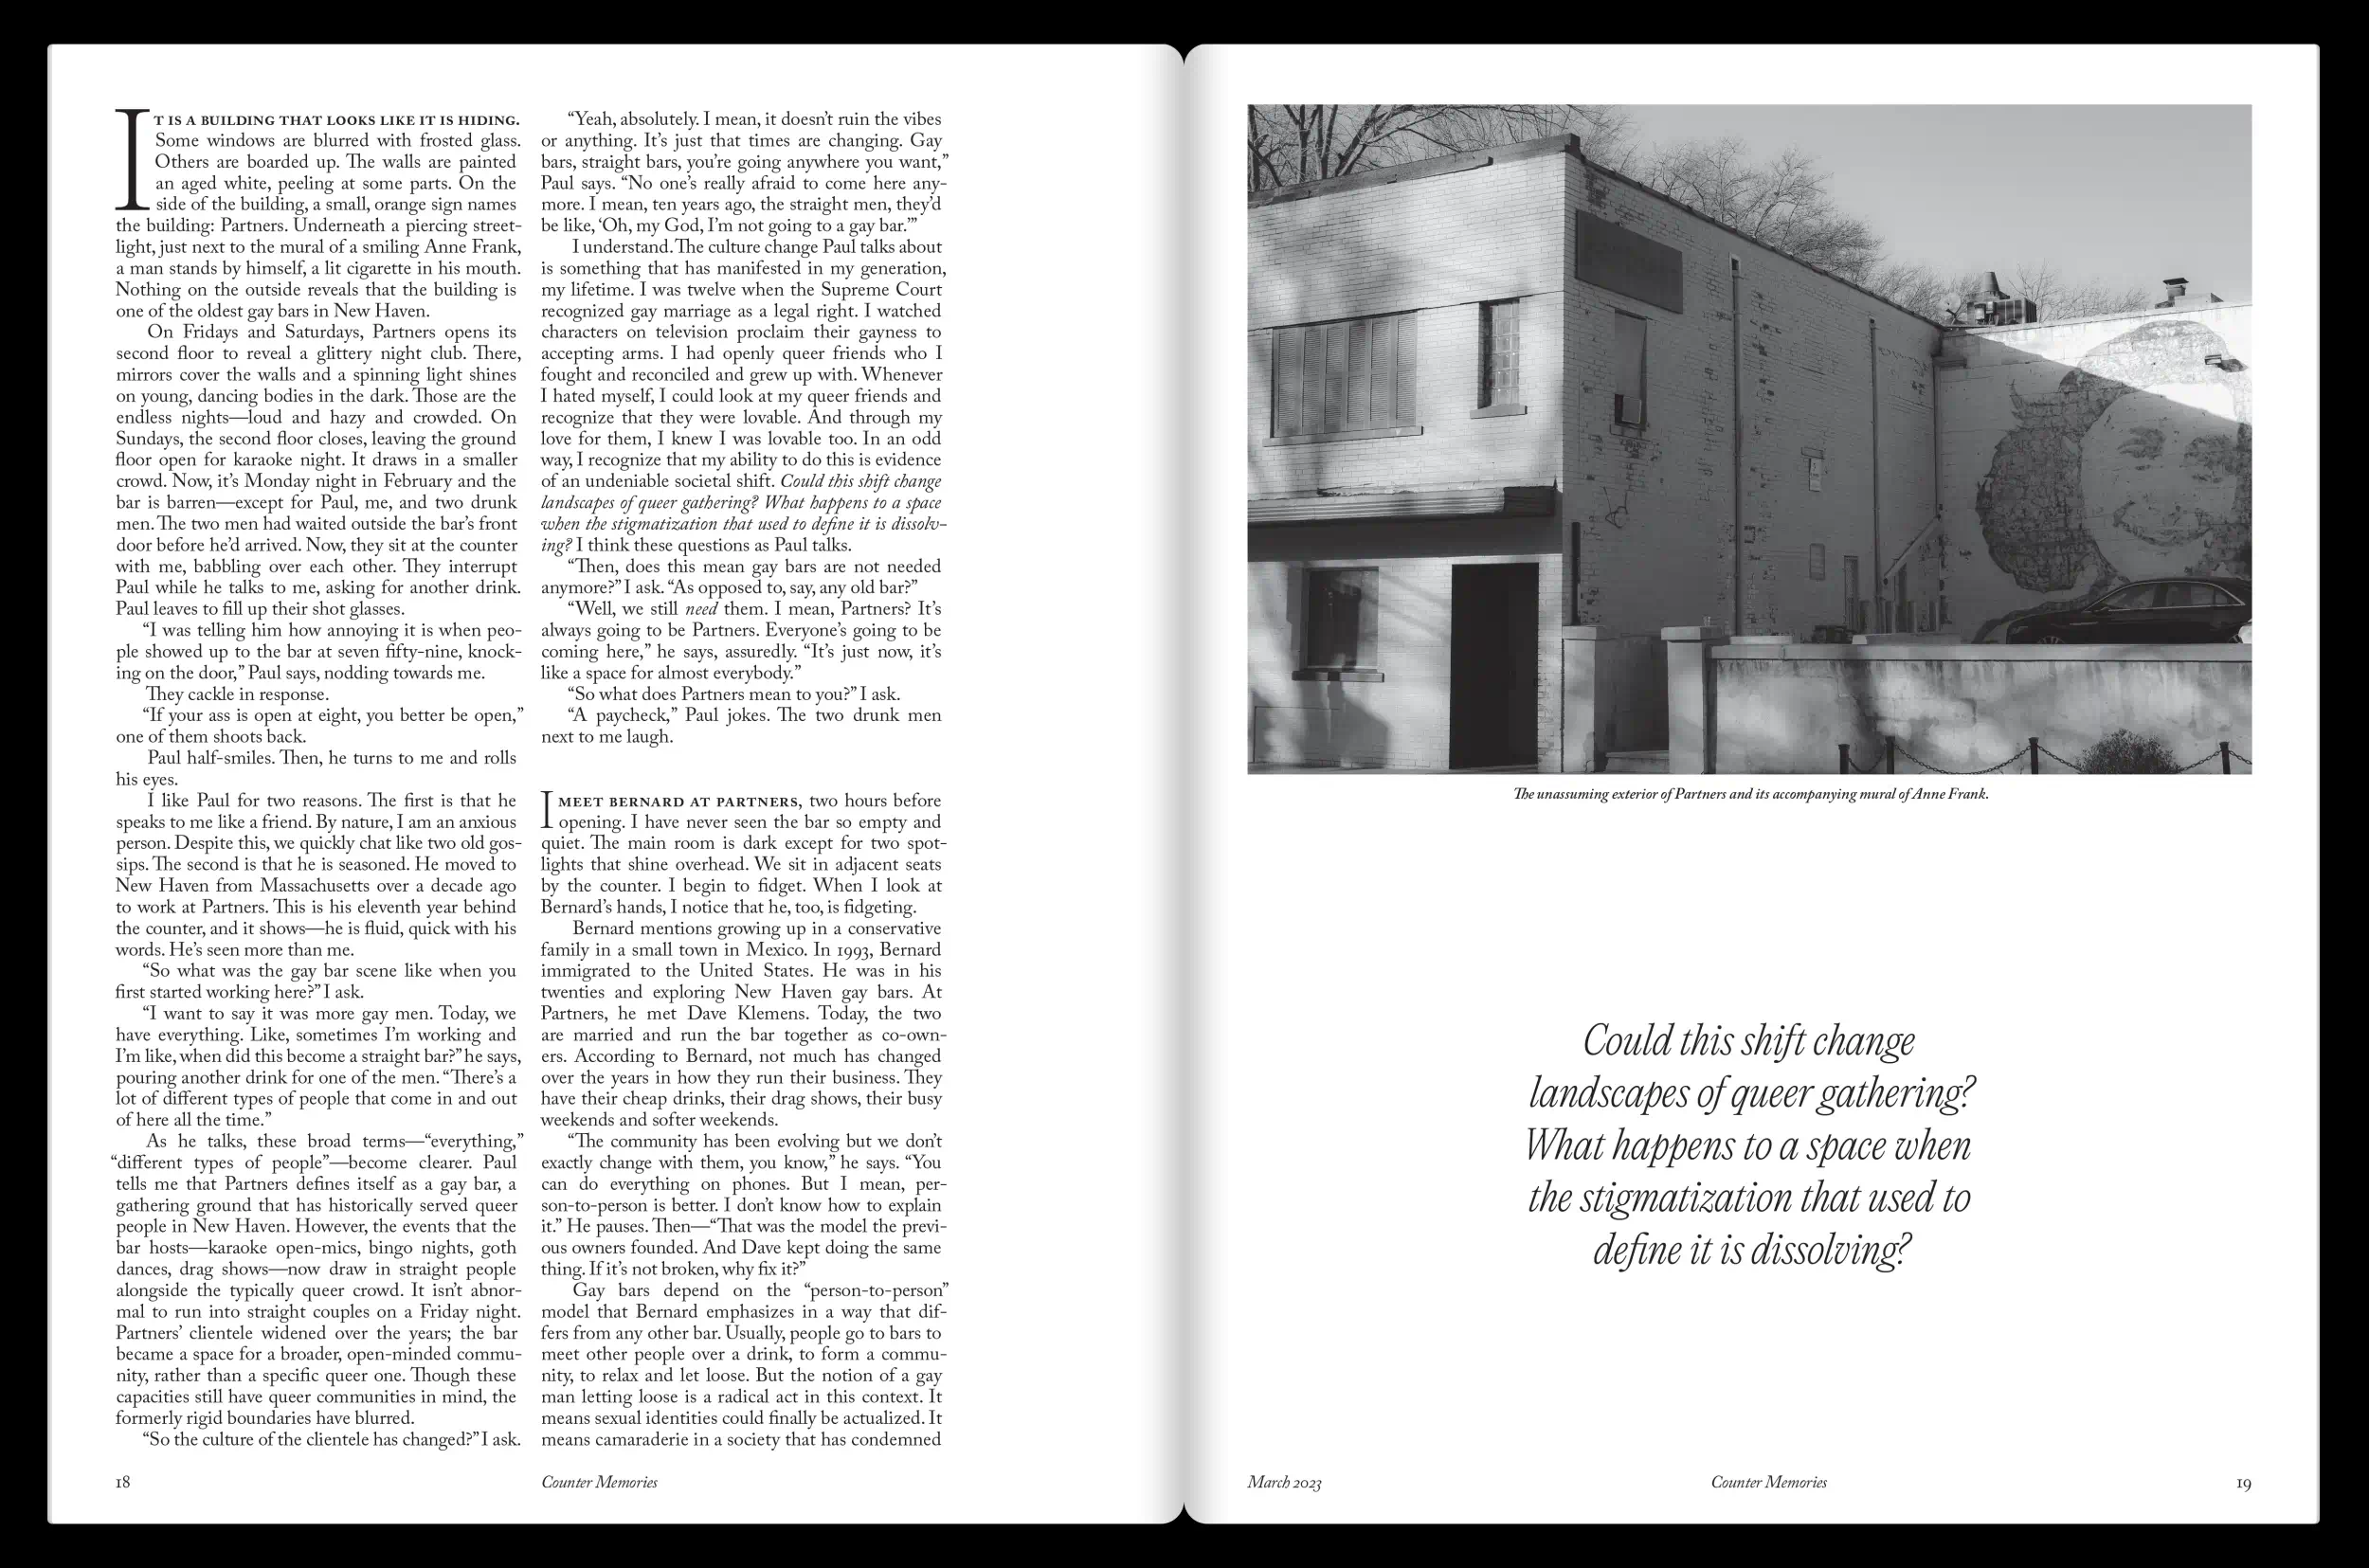 IT IS A BUILDING THAT LOOKS LIKE IT IS HIDING.
Some windows are blurred with frosted glass.
Others are boarded up. The walls are painted
an aged white, peeling at some parts. On the
side of the building, a small, orange sign names
the building: Partners. Underneath a piercing street-
light, just next to the mural of a smiling Anne Frank,
a man stands by himself, a lit cigarette in his mouth.
Nothing on the outside reveals that the building is
one of the oldest gay bars in New Haven.
On Fridays and Saturdays, Partners opens its
second floor to reveal a glittery night club. There,
mirrors cover the walls and a spinning light shines
on young, dancing bodies in the dark. Those are the
endless nights—loud and hazy and crowded. On
Sundays, the second floor closes, leaving the ground
floor open for karaoke night. It draws in a smaller
crowd. Now, it's Monday night in February and the
bar is barren—except for Paul, me, and two drunk
men. The two men had waited outside the bar's front
door before he'd arrived. Now, they sit at the counter
with me, babbling over each other. They interrupt
Paul while he talks to me, asking for another drink.
Paul leaves to fill up their shot glasses.
“I was telling him how annoying it is when peo-
ple showed up to the bar at seven fifty-nine, knock-
ing on the door,” Paul says, nodding towards me.
They cackle in response.
“If your ass is open at eight, you better be open,”
one of them shoots back.
Paul half-smiles. Then, he turns to me and rolls
his eyes.
I like Paul for two reasons. The first is that he
speaks to me like a friend. By nature, I am an anxious
person. Despite this, we quickly chat like two old gos-
sips. The second is that he is seasoned. He moved to
New Haven from Massachusetts over a decade ago
to work at Partners. This is his eleventh year behind
the counter, and it shows—he is fluid, quick with his
words. He's seen more than me.
“So what was the gay bar scene like when you
first started working here?” I ask.
“I want to say it was more gay men. Today, we
have everything. Like, sometimes I'm working and
I'm like, when did this become a straight bar?” he says,
pouring another drink for one of the men. “There's a
lot of different types of people that come in and out
of here all the time.”
As he talks, these broad terms—“everything,”
“different types of people”—become clearer. Paul
tells me that Partners defines itself as a gay bar, a
gathering ground that has historically served queer
people in New Haven. However, the events that the
bar hosts—karaoke open-mics, bingo nights, goth
dances, drag shows—now draw in straight people
alongside the typically queer crowd. It isn't abnor-
mal to run into straight couples on a Friday night.
Partners' clientele widened over the years; the bar
became a space for a broader, open-minded commu-
nity, rather than a specific queer one. Though these
capacities still have queer communities in mind, the
formerly rigid boundaries have blurred.
“So the culture of the clientele has changed?” I ask.
“Yeah, absolutely. I mean, it doesn't ruin the vibes
or anything. It's just that times are changing. Gay
bars, straight bars, you're going anywhere you want,”
Paul says. “No one's really afraid to come here any-
more. I mean, ten years ago, the straight men, they'd
be like, ‘Oh, my God, I'm not going to a gay bar.’”
I understand. The culture change Paul talks about
is something that has manifested in my generation,
my lifetime. I was twelve when the Supreme Court
recognized gay marriage as a legal right. I watched
characters on television proclaim their gayness to
accepting arms. I had openly queer friends who I
fought and reconciled and grew up with. Whenever
I hated myself, I could look at my queer friends and
recognize that they were lovable. And through my
love for them, I knew I was lovable too. In an odd
way, I recognize that my ability to do this is evidence
of an undeniable societal shift. Could this shift change
landscapes of queer gathering? What happens to a space
when the stigmatization that used to define it is dissolv-
ing? I think these questions as Paul talks.
“Then, does this mean gay bars are not needed
anymore?” I ask. “As opposed to, say, any old bar?”
“Well, we still need them. I mean, Partners? It's
always going to be Partners. Everyone's going to be
coming here,” he says, assuredly. “It's just now, it's
like a space for almost everybody.”
“So what does Partners mean to you?” I ask.
“A paycheck,” Paul jokes. The two drunk men
next to me laugh.
I MEET BERNARD AT PARTNERS, two hours before
opening. I have never seen the bar so empty and
quiet. The main room is dark except for two spot-
lights that shine overhead. We sit in adjacent seats
by the counter. I begin to fidget. When I look at
Bernard's hands, I notice that he, too, is fidgeting.
Bernard mentions growing up in a conservative
family in a small town in Mexico. In 1993, Bernard
immigrated to the United States. He was in his
twenties and exploring New Haven gay bars. At
Partners, he met Dave Klemens. Today, the two
are married and run the bar together as co-own-
ers. According to Bernard, not much has changed
over the years in how they run their business. They
have their cheap drinks, their drag shows, their busy
weekends and softer weekends.
“The community has been evolving but we don't
exactly change with them, you know,” he says. “You
can do everything on phones. But I mean, per-
son-to-person is better. I don't know how to explain
it.” He pauses. Then—“That was the model the previ-
ous owners founded. And Dave kept doing the same
thing. If it's not broken, why fix it?”
Gay bars depend on the “person-to-person”
model that Bernard emphasizes in a way that dif-
fers from any other bar. Usually, people go to bars to
meet other people over a drink, to form a commu-
nity, to relax and let loose. But the notion of a gay
man letting loose is a radical act in this context. It
means sexual identities could finally be actualized. It
means camaraderie in a society that has condemned
18
Counter Memories
The unassuming exterior of Partners and its accompanying mural of Anne Frank.
Could this shift change
landscapes of queer gathering?
What happens to a space when
the stigmatization that used to
define it is dissolving?
March 2023
Counter Memories
19